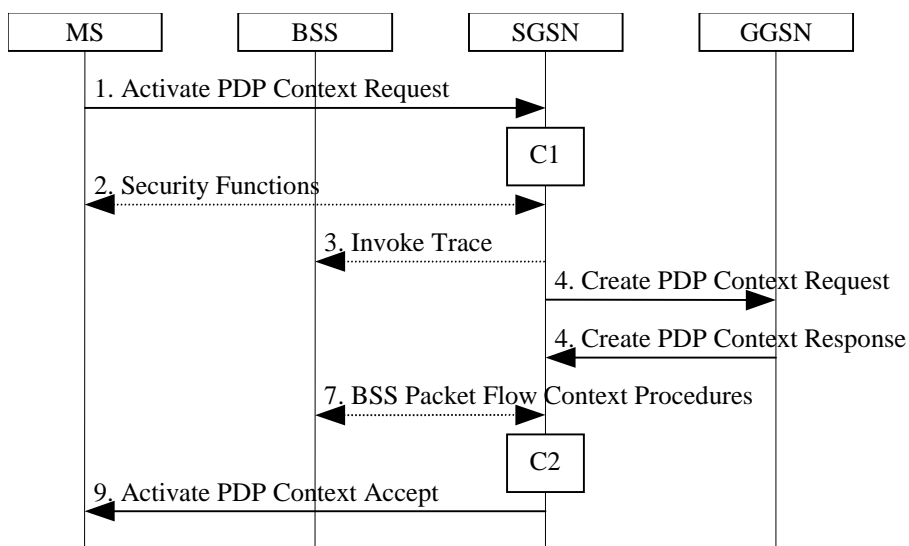 MS BSS SGSN GGSN
1. Activate PDP Context Request
C1
2. Security Functions
3. Invoke Trace
4. Create PDP Context Request
4. Create PDP Context Response
7. BSS Packet Flow Context Procedures
C2
9. Activate PDP Context Accept